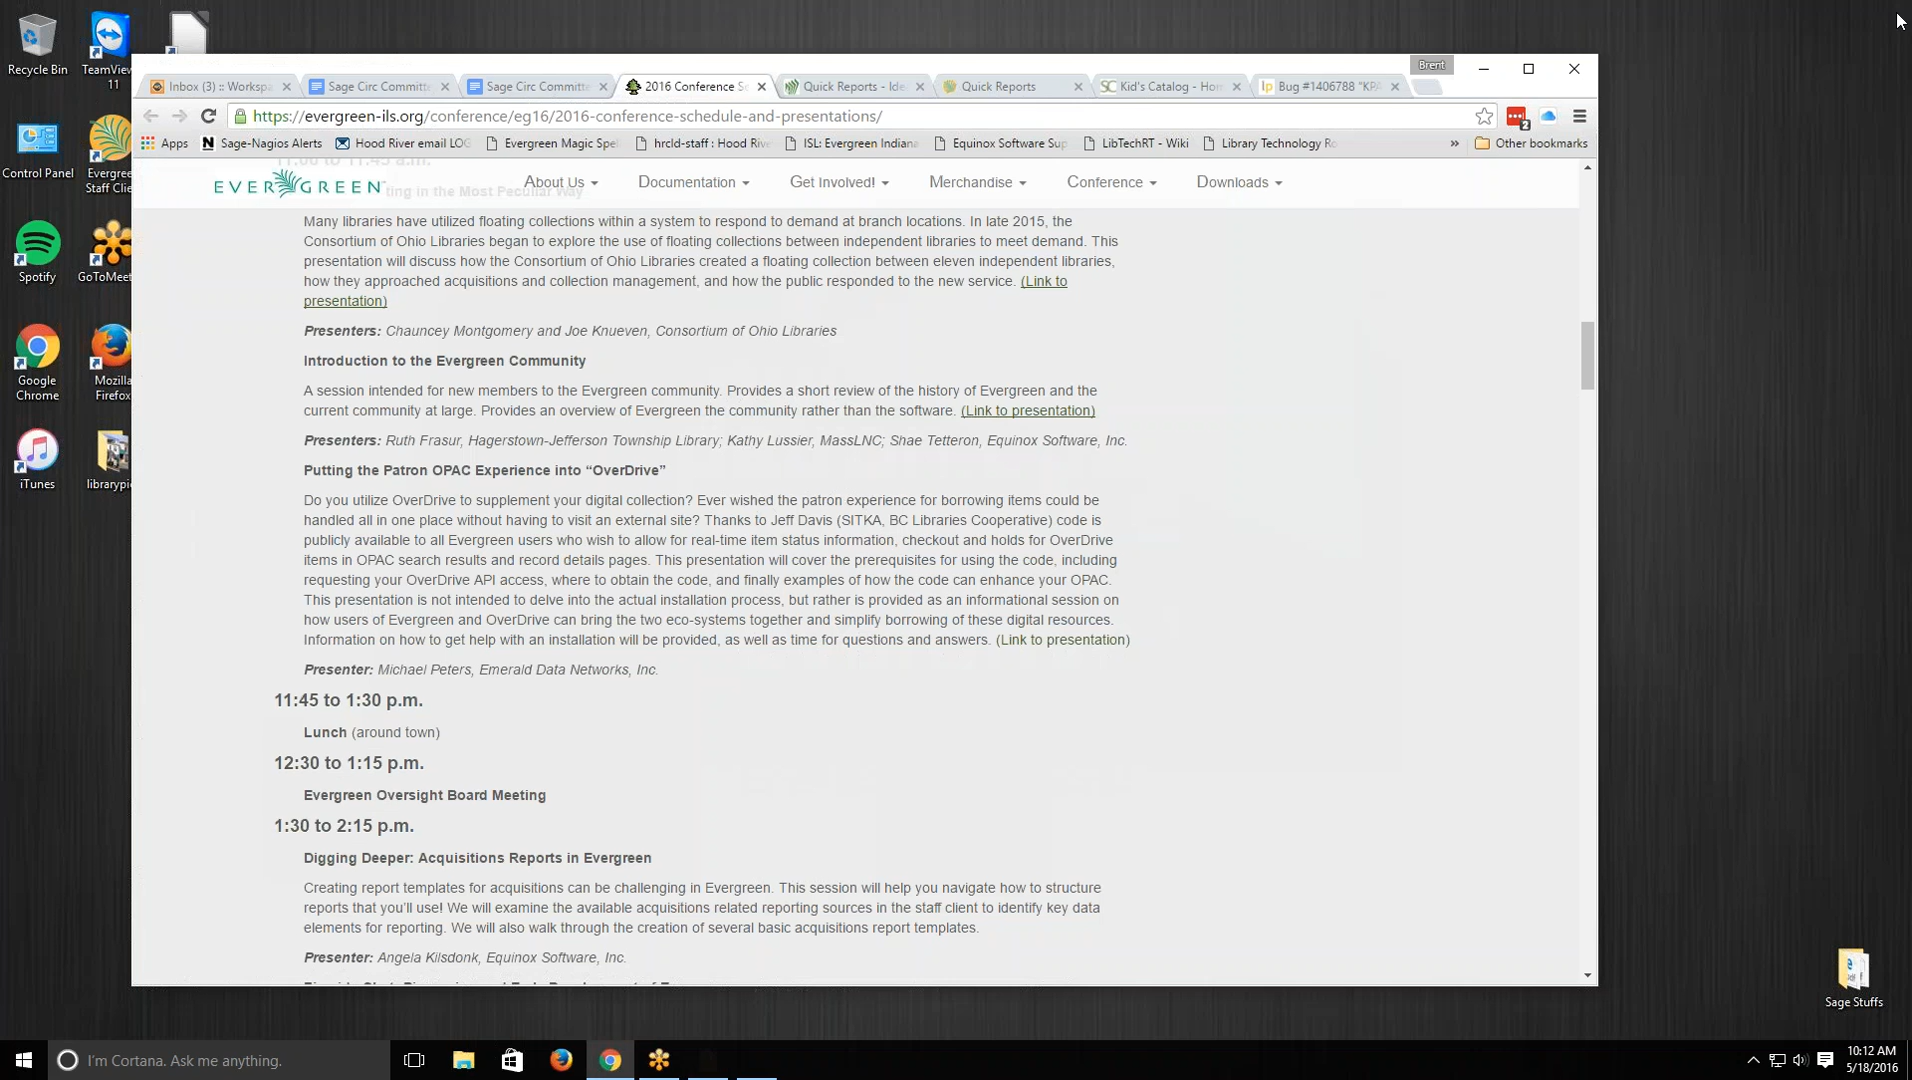 Recycle Bin
TeamView
11
Control Panel
Evergreen
Staff Clie
Spotify
GoToMeet
Google
Chrome
Mozilla
Firefox
iTunes
librarypi
Brent
Inbox (3) :: Workspa
Sage Circ Committe
Sage Circ Committe
2016 Conference Sc
Quick Reports - Ide
Quick Reports
Kid's Catalog - Hom
Bug #1406788 "KPA
https://evergreen-ils.org/conference/eg16/2016-conference-schedule-and-presentations/
2
Apps
Sage-Nagios Alerts
Hood River email LOG
Evergreen Magic Spel
hrcld-staff : Hood Rive
ISL: Evergreen Indiana
Equinox Software Sup
LibTechRT - Wiki
Library Technology Ro
»
Other bookmarks
11:00 to 11:45 a.m.
EVERGREEN
About Us
Documentation
Get Involved!
Merchandise
Conference
Downloads
ting in the Most Peculiar Way
Many libraries have utilized floating collections within a system to respond to demand at branch locations. In late 2015, the
Consortium of Ohio Libraries began to explore the use of floating collections between independent libraries to meet demand. This
presentation will discuss how the Consortium of Ohio Libraries created a floating collection between eleven independent libraries,
how they approached acquisitions and collection management, and how the public responded to the new service. (Link to
presentation)
Presenters: Chauncey Montgomery and Joe Knueven, Consortium of Ohio Libraries
Introduction to the Evergreen Community
A session intended for new members to the Evergreen community. Provides a short review of the history of Evergreen and the
current community at large. Provides an overview of Evergreen the community rather than the software. (Link to presentation)
Presenters: Ruth Frasur, Hagerstown-Jefferson Township Library; Kathy Lussier, MassLNC; Shae Tetteron, Equinox Software, Inc.
Putting the Patron OPAC Experience into “OverDrive”
Do you utilize OverDrive to supplement your digital collection? Ever wished the patron experience for borrowing items could be
handled all in one place without having to visit an external site? Thanks to Jeff Davis (SITKA, BC Libraries Cooperative) code is
publicly available to all Evergreen users who wish to allow for real-time item status information, checkout and holds for OverDrive
items in OPAC search results and record details pages. This presentation will cover the prerequisites for using the code, including
requesting your OverDrive API access, where to obtain the code, and finally examples of how the code can enhance your OPAC.
This presentation is not intended to delve into the actual installation process, but rather is provided as an informational session on
how users of Evergreen and OverDrive can bring the two eco-systems together and simplify borrowing of these digital resources.
Information on how to get help with an installation will be provided, as well as time for questions and answers. (Link to presentation)
Presenter: Michael Peters, Emerald Data Networks, Inc.
11:45 to 1:30 p.m.
Lunch (around town)
12:30 to 1:15 p.m.
Evergreen Oversight Board Meeting
1:30 to 2:15 p.m.
Digging Deeper: Acquisitions Reports in Evergreen
Creating report templates for acquisitions can be challenging in Evergreen. This session will help you navigate how to structure
reports that you’ll use! We will examine the available acquisitions related reporting sources in the staff client to identify key data
elements for reporting. We will also walk through the creation of several basic acquisitions report templates.
Presenter: Angela Kilsdonk, Equinox Software, Inc.
Sage Stuffs
I'm Cortana. Ask me anything.
10:12 AM
5/18/2016